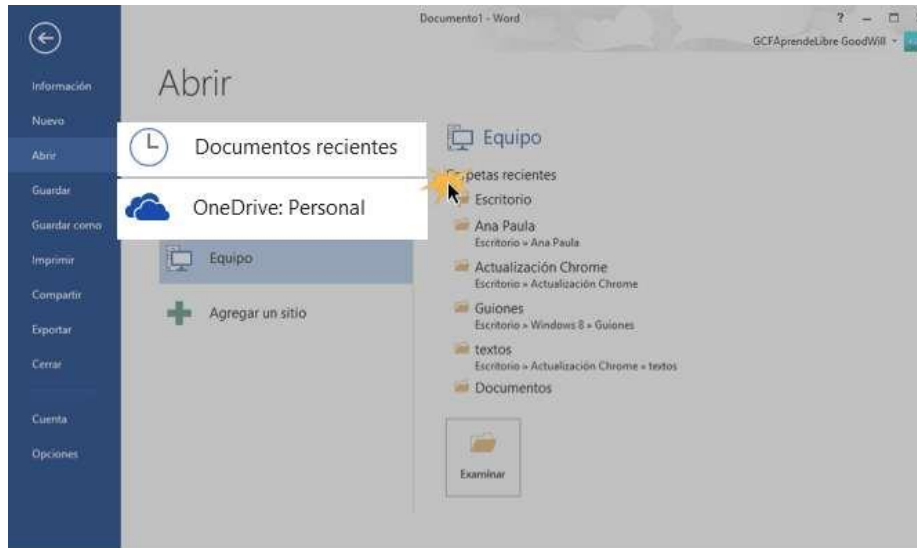 Documento1 - Word
?
GCFAprendeLibre GoodWill
Información
Nuevo
Abrir
Guardar
Guardar como
Imprimir
Compartir
Exportar
Cerrar
Cuenta
Opciones
Abrir
Documentos recientes
OneDrive: Personal
Equipo
Agregar un sitio
Equipo
petas recientes
Escritorio
Ana Paula
Escritorio » Ana Paula
Actualización Chrome
Escritorio » Actualización Chrome
Guiones
Escritorio » Windows 8 » Guiones
textos
Escritorio » Actualización Chrome » textos
Documentos
Examinar